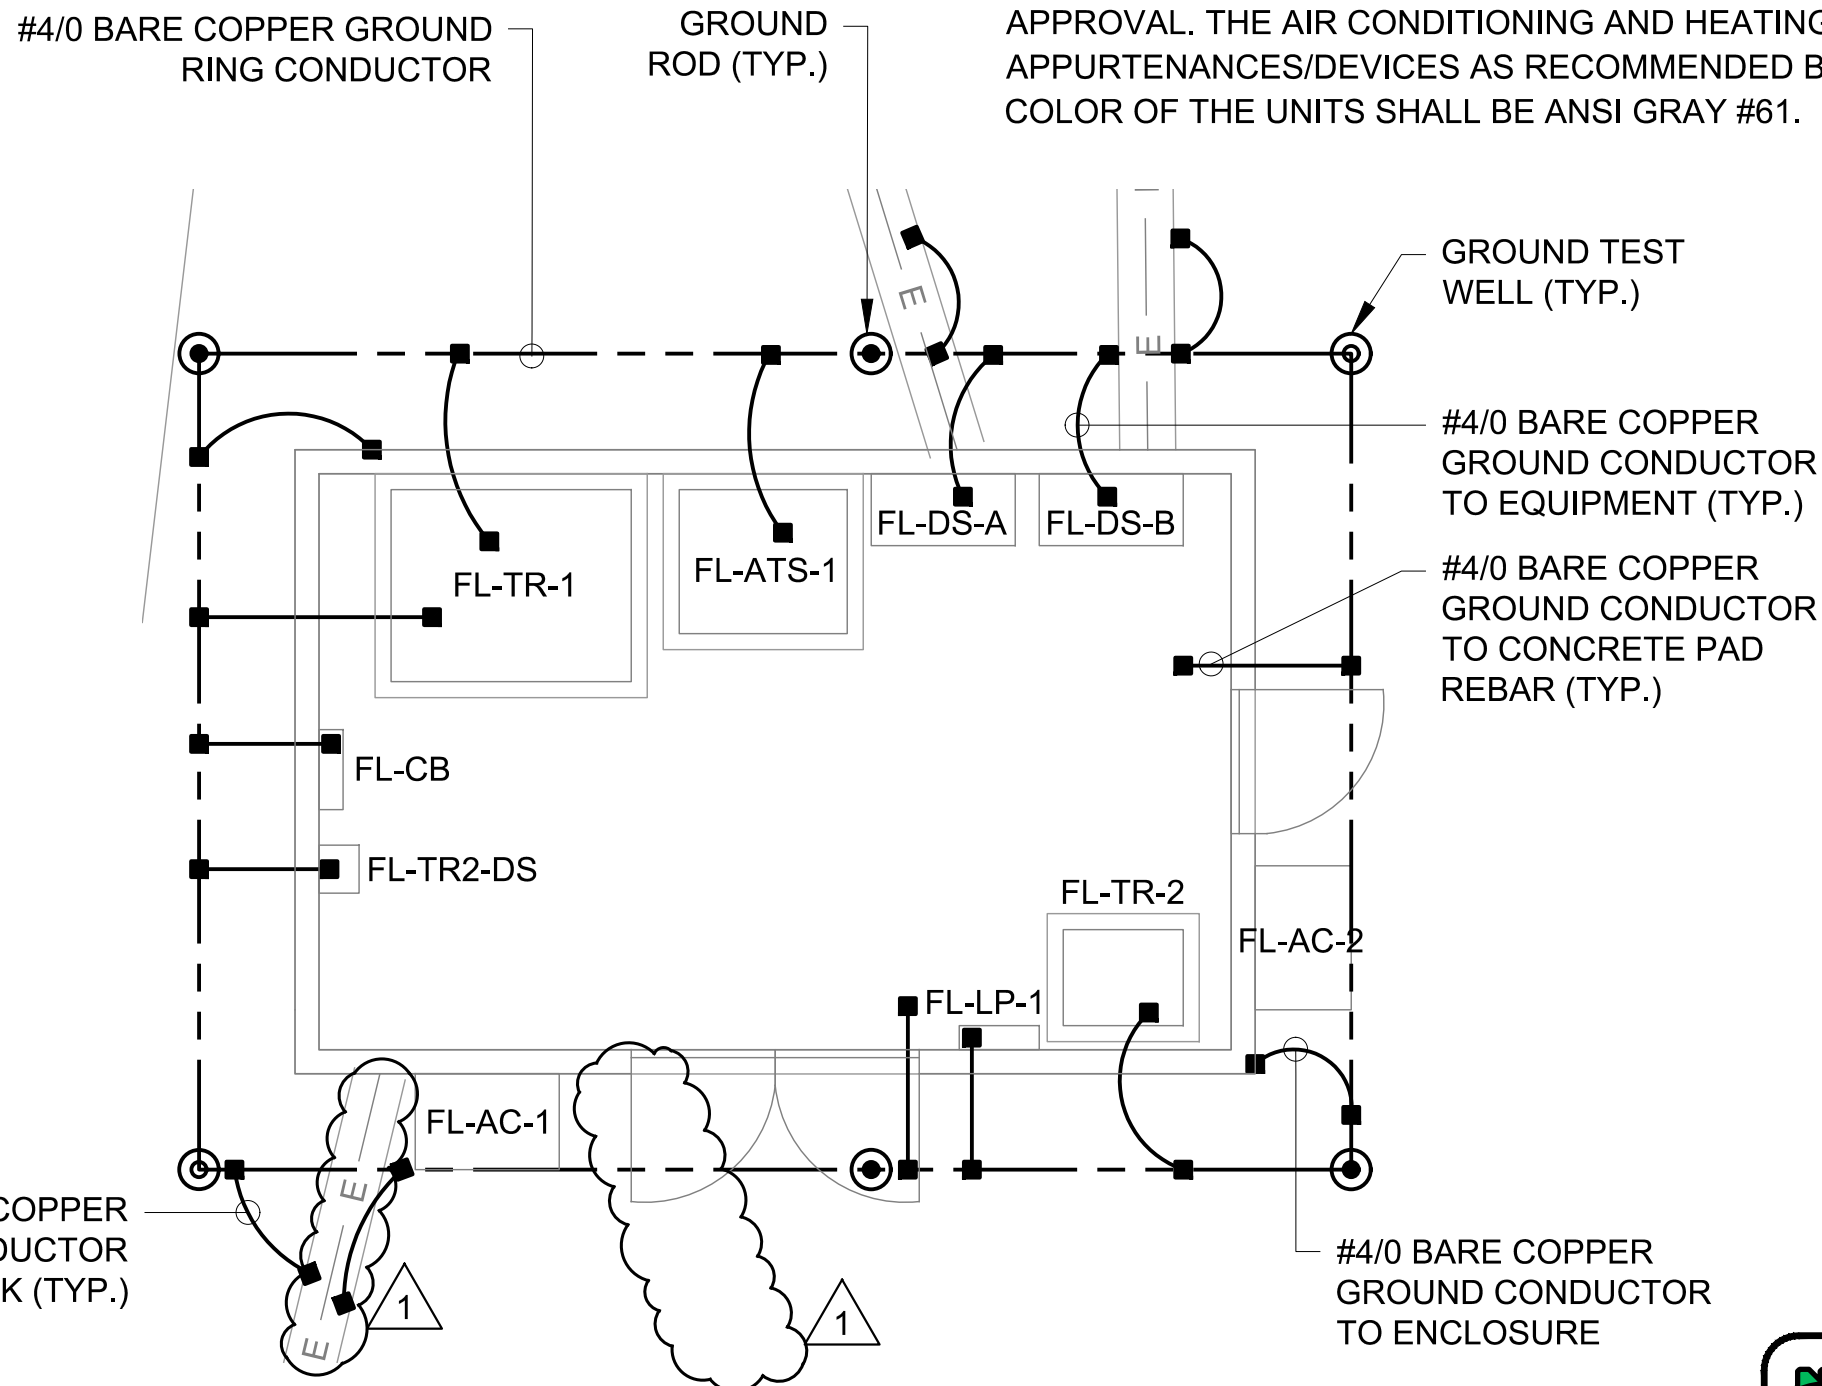 #4/0 BARE COPPER GROUND
RING CONDUCTOR
GROUND
ROD (TYP.)
APPROVAL. THE AIR CONDITIONING AND HEATING
APPURTENANCES/DEVICES AS RECOMMENDED B
COLOR OF THE UNITS SHALL BE ANSI GRAY #61.
E
E
GROUND TEST
WELL (TYP.)
#4/0 BARE COPPER
GROUND CONDUCTOR
TO EQUIPMENT (TYP.)
FL-DS-A
FL-DS-B
FL-TR-1
FL-ATS-1
#4/0 BARE COPPER
GROUND CONDUCTOR
TO CONCRETE PAD
REBAR (TYP.)
FL-CB
FL-TR2-DS
FL-TR-2
FL-AC-2
FL-LP-1
FL-AC-1
E
COPPER
DUCTOR
K (TYP.)
E
1
1
#4/0 BARE COPPER
GROUND CONDUCTOR
TO ENCLOSURE